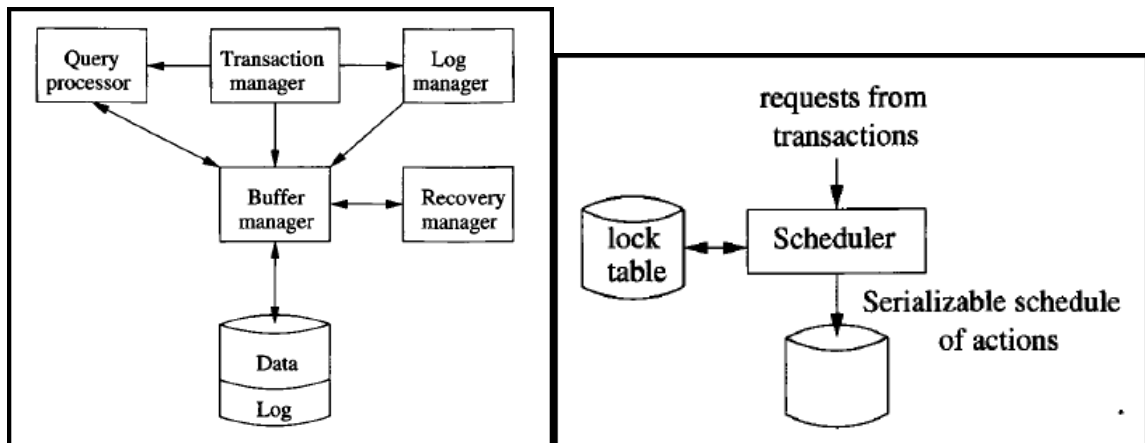 Query
processor
Transaction
manager
Log
manager
Buffer
manager
Recovery
manager
Data
Log
requests from
transactions
lock
table
Scheduler
Serializable schedule
of actions